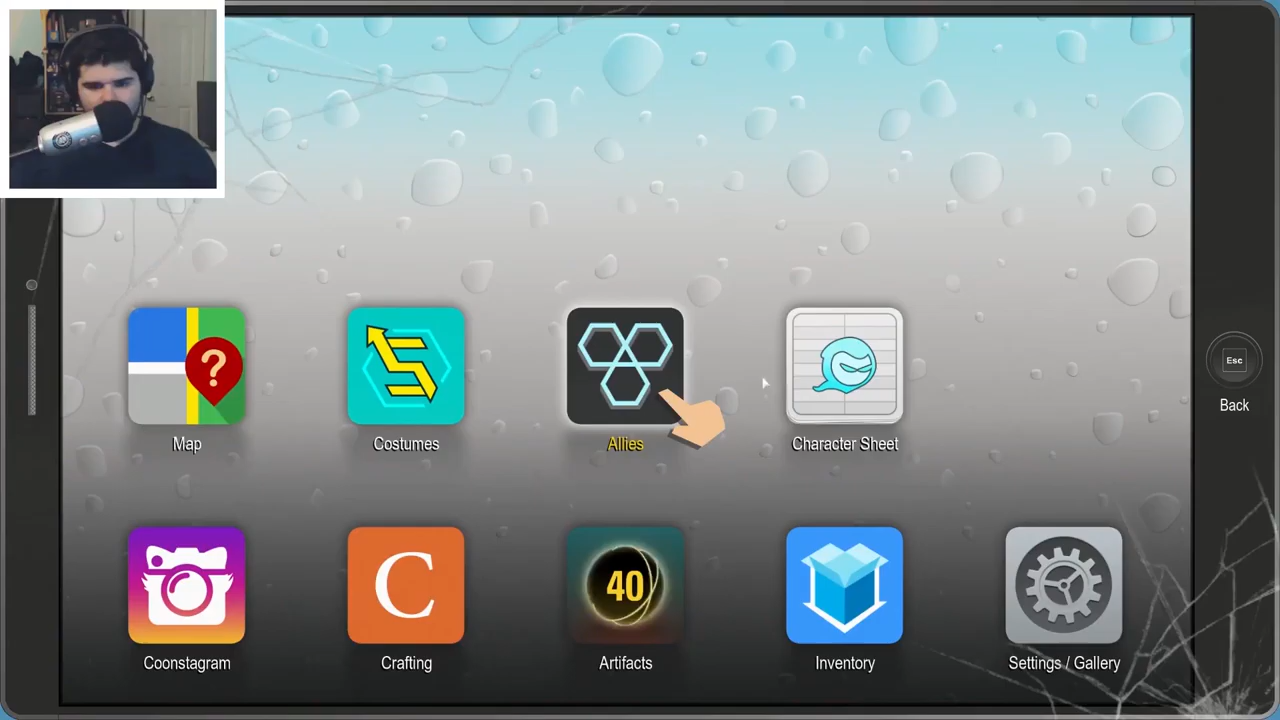 Map
Costumes
Allies
Character Sheet
Esc
Back
C
40
Coonstagram
Crafting
Artifacts
Inventory
Settings / Gallery